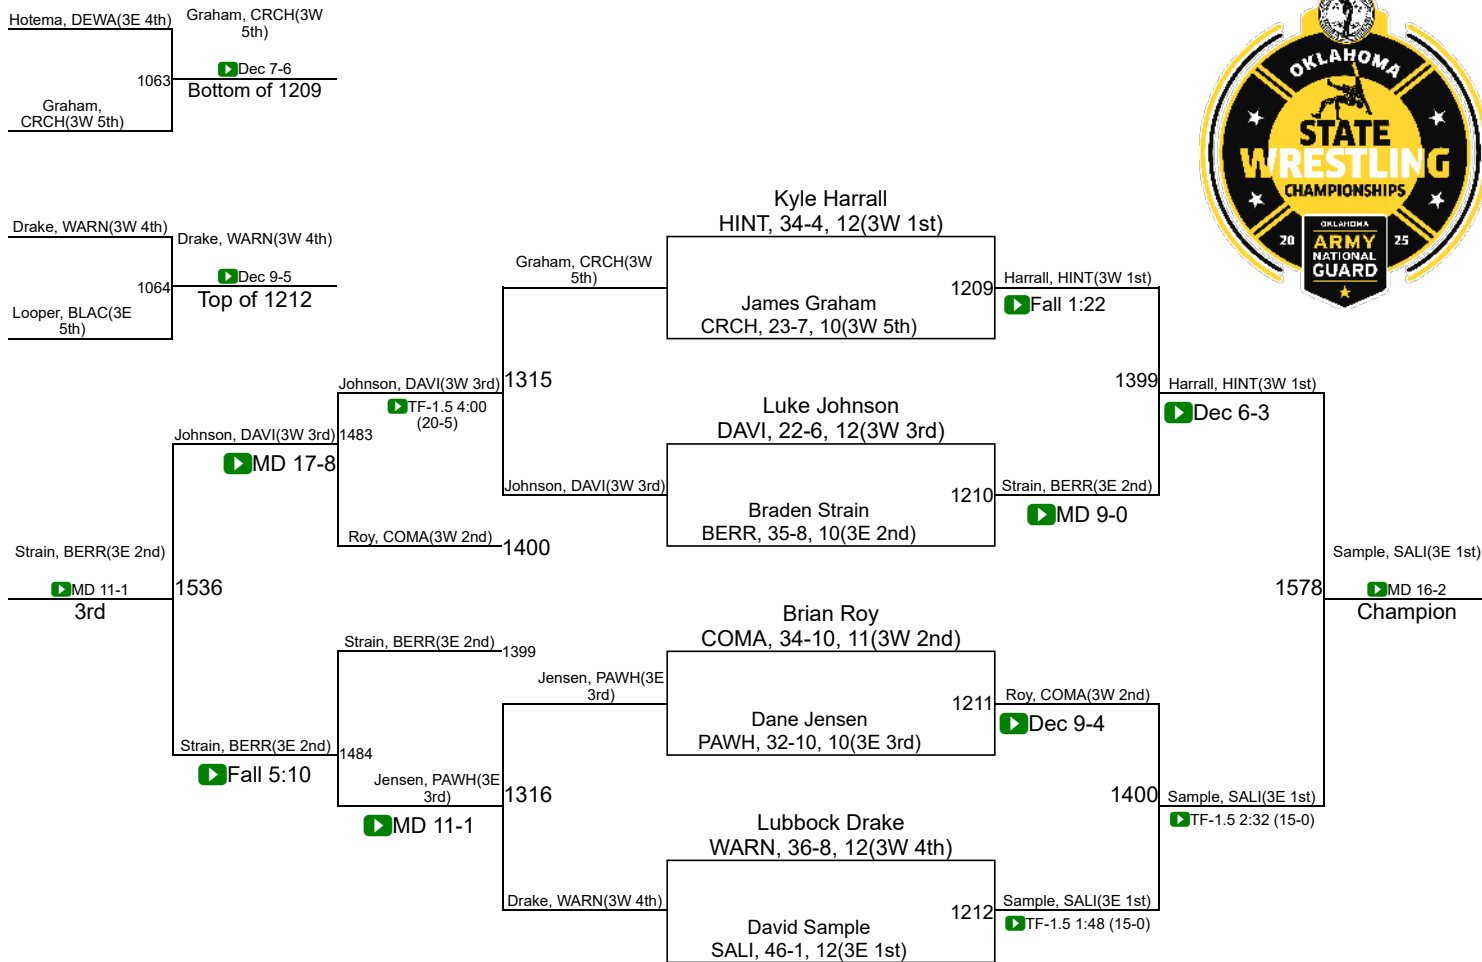 Hotema, DEWA(3E 4th)
Graham, CRCH(3W
5th)
1063
Dec 7-6
Bottom of 1209
Graham,
CRCH(3W 5th)
OKLAHOMA
STATE
WRESTLING
CHAMPIONSHIPS
OKLAHOMA
20
ARMY
25
NATIONAL
GUARD
Drake, WARN(3W 4th)
Drake, WARN(3W 4th)
1064
Dec 9-5
Top of 1212
Looper, BLAC(3E
5th)
Kyle Harrall
HINT, 34-4, 12(3W 1st)
Graham, CRCH(3W
5th)
1209
Harrall, HINT(3W 1st)
Fall 1:22
James Graham
CRCH, 23-7, 10(3W 5th)
Johnson, DAVI(3W 3rd)
1315
TF-1.5 4:00
(20-5)
1399
Harrall, HINT(3W 1st)
Dec 6-3
Luke Johnson
DAVI, 22-6, 12(3W 3rd)
Johnson, DAVI(3W 3rd)
1483
MD 17-8
Johnson, DAVI(3W 3rd)
1210
Strain, BERR(3E 2nd)
MD 9-0
Braden Strain
BERR, 35-8, 10(3E 2nd)
Roy, COMA(3W 2nd)
1400
Strain, BERR(3E 2nd)
MD 11-1
3rd
1536
1578
Sample, SALI(3E 1st)
MD 16-2
Champion
Brian Roy
COMA, 34-10, 11(3W 2nd)
Strain, BERR(3E 2nd)
1399
Jensen, PAWH(3E
3rd)
1211
Roy, COMA(3W 2nd)
Dec 9-4
Dane Jensen
PAWH, 32-10, 10(3E 3rd)
Strain, BERR(3E 2nd)
1484
Fall 5:10
Jensen, PAWH(3E
3rd)
1316
MD 11-1
1400
Sample, SALI(3E 1st)
TF-1.5 2:32 (15-0)
Lubbock Drake
WARN, 36-8, 12(3W 4th)
Drake, WARN(3W 4th)
1212
Sample, SALI(3E 1st)
TF-1.5 1:48 (15-0)
David Sample
SALI, 46-1, 12(3E 1st)